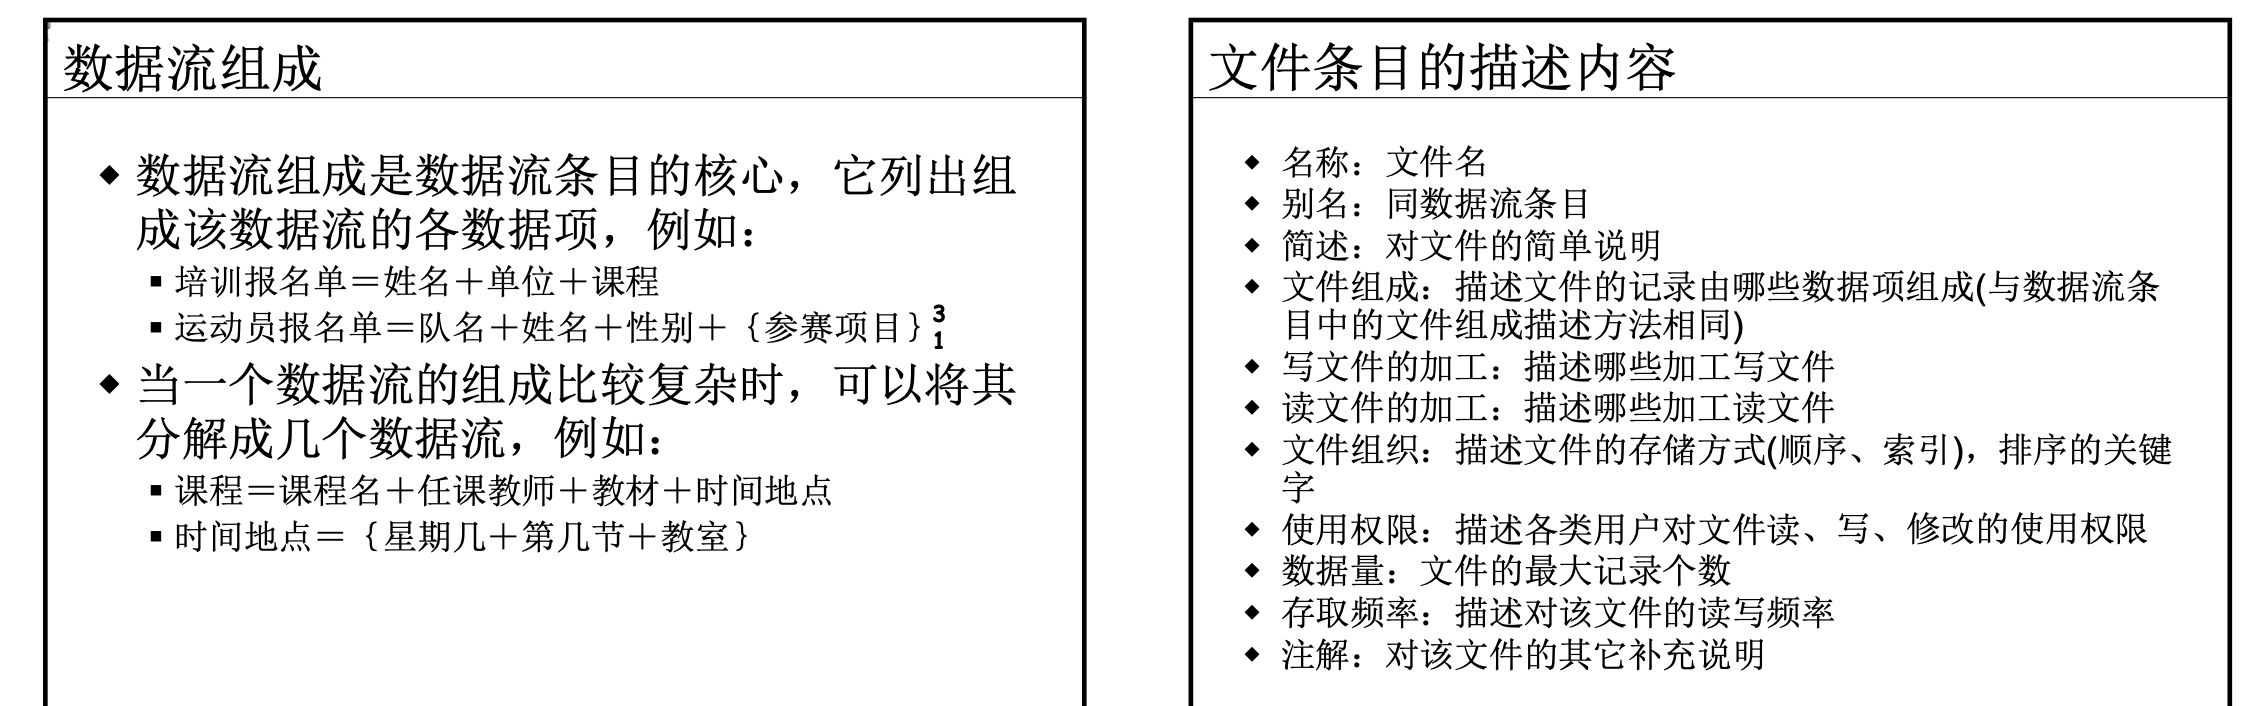 数据流组成
◆ 数据流组成是数据流条目的核心，它列出组
成该数据流的各数据项，例如：
▪ 培训报名单＝姓名＋单位＋课程
▪ 运动员报名单＝队名＋姓名＋性别＋｛参赛项目｝3 1
◆ 当一个数据流的组成比较复杂时，可以将其
分解成几个数据流，例如：
▪ 课程＝课程名＋任课教师＋教材＋时间地点
▪ 时间地点＝｛星期几＋第几节＋教室｝
文件条目的描述内容
◆ 名称：文件名
◆ 别名：同数据流条目
◆ 简述：对文件的简单说明
◆ 文件组成：描述文件的记录由哪些数据项组成(与数据流条
目中的文件组成描述方法相同)
◆ 写文件的加工：描述哪些加工写文件
◆ 读文件的加工：描述哪些加工读文件
◆ 文件组织：描述文件的存储方式(顺序、索引)，排序的关键
字
◆ 使用权限：描述各类用户对文件读、写、修改的使用权限
◆ 数据量：文件的最大记录个数
◆ 存取频率：描述对该文件的读写频率
◆ 注解：对该文件的其它补充说明